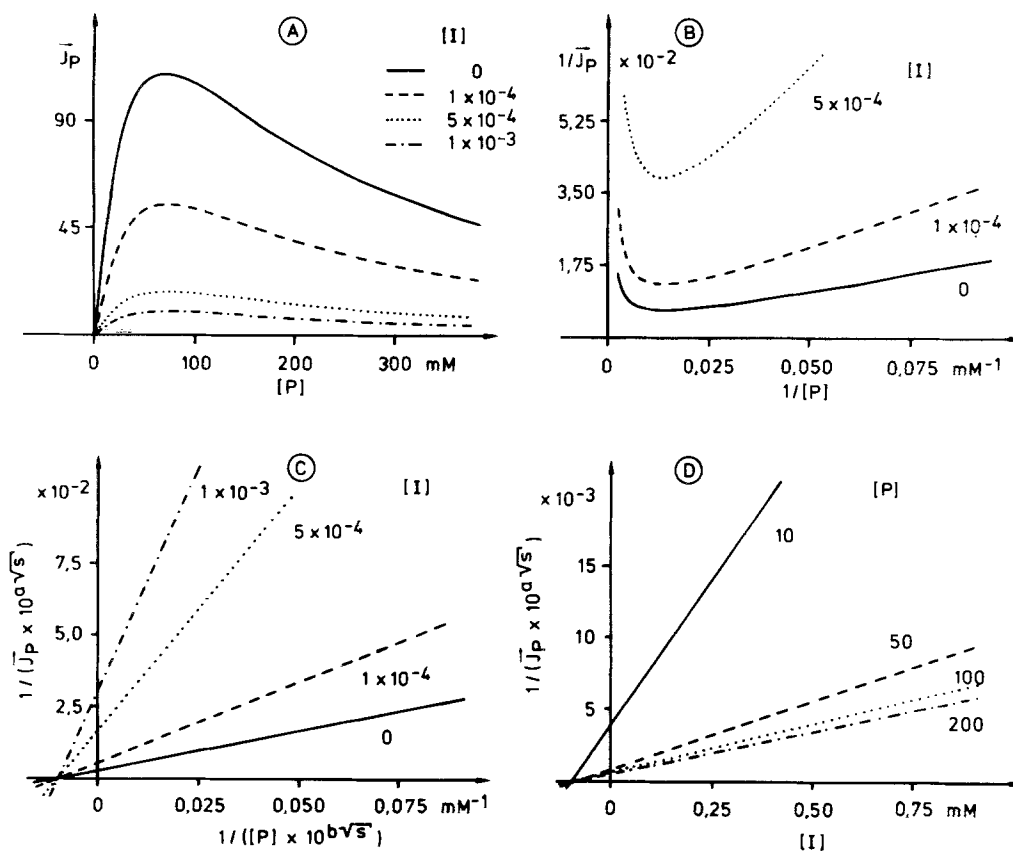 A
J⃗P
[I]
0
1 × 10⁻⁴
5 × 10⁻⁴
1 × 10⁻³
90
45
0 100 200 300 mM
[P]
B
1/J⃗P × 10⁻²
[I]
5 × 10⁻⁴
5,25
3,50
1 × 10⁻⁴
1,75
0
0 0,025 0,050 0,075 mM⁻¹
1/[P]
C
× 10⁻²
[I]
1 × 10⁻³
5 × 10⁻⁴
1/(J⃗P × 10ᵃ√s)
7,5
5,0
1 × 10⁻⁴
2,5
0
0 0,025 0,050 0,075 mM⁻¹
1/([P] × 10ᵇ√s)
D
× 10⁻³
[P]
10
1/(J⃗P × 10ᵃ√s)
15
10
50
100
5
200
0 0,25 0,50 0,75 mM
[I]